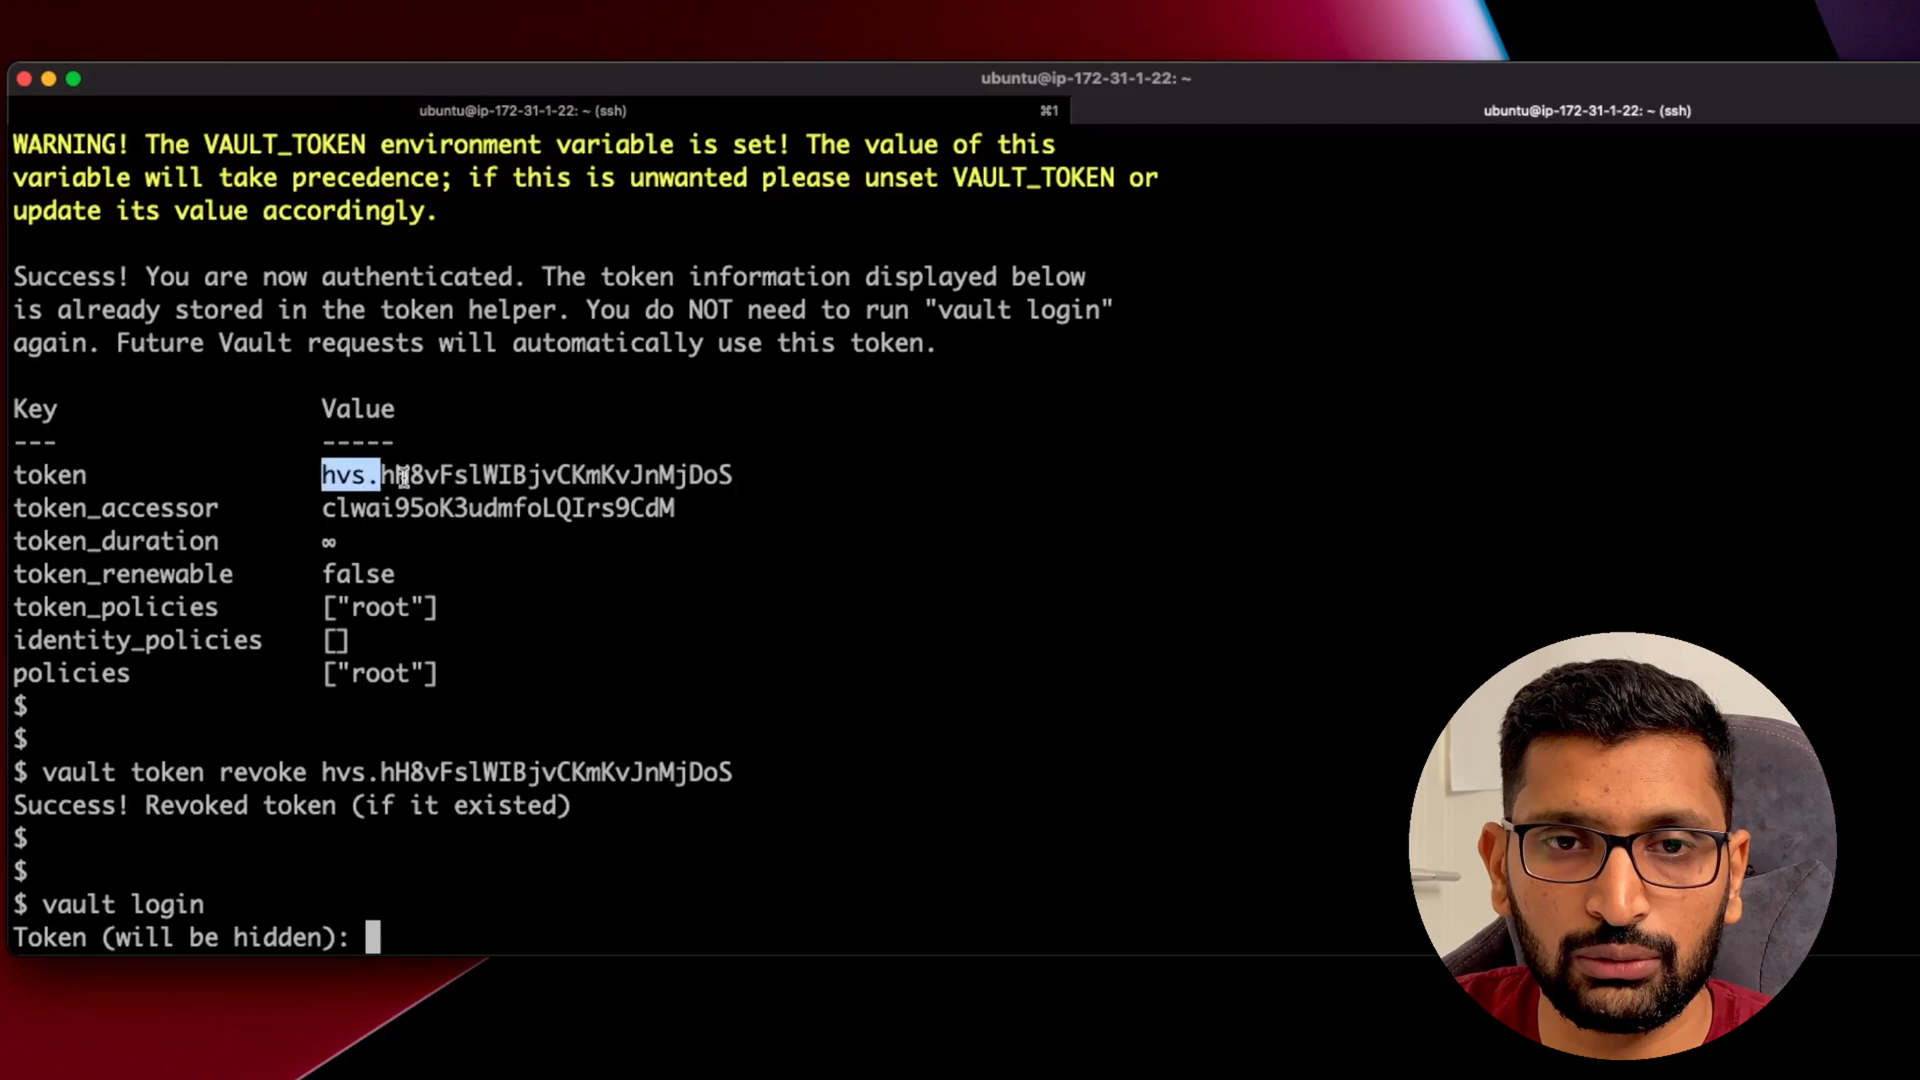 ubuntu@ip-172-31-1-22: ~
ubuntu@ip-172-31-1-22: ~ (ssh)
⌘1
ubuntu@ip-172-31-1-22: ~ (ssh)
WARNING! The VAULT_TOKEN environment variable is set! The value of this
variable will take precedence; if this is unwanted please unset VAULT_TOKEN or
update its value accordingly.
Success! You are now authenticated. The token information displayed below
is already stored in the token helper. You do NOT need to run "vault login"
again. Future Vault requests will automatically use this token.
Key Value
--- -----
token hvs.hH8vFslWIBjvCKmKvJnMjDoS
token_accessor clwai95oK3udmfoLQIrs9CdM
token_duration ∞
token_renewable false
token_policies ["root"]
identity_policies []
policies ["root"]
$
$
$ vault token revoke hvs.hH8vFslWIBjvCKmKvJnMjDoS
Success! Revoked token (if it existed)
$
$
$ vault login
Token (will be hidden):